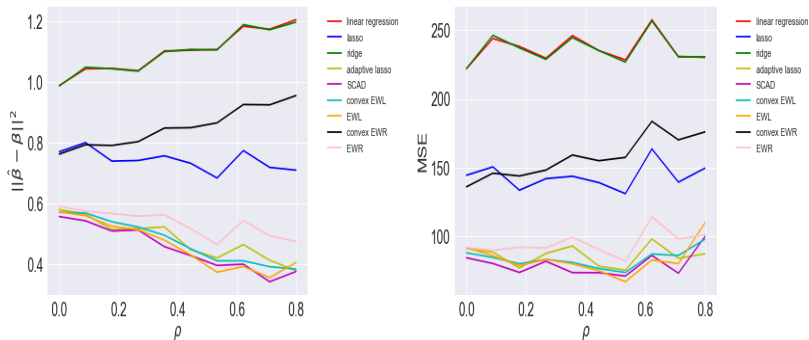 ||β̂ − β||²
1.2
1.0
0.8
0.6
0.4
0.0
0.2
0.4
0.6
0.8
ρ
linear regression
lasso
ridge
adaptive lasso
SCAD
convex EWL
EWL
convex EWR
EWR
MSE
250
200
150
100
0.0
0.2
0.4
0.6
0.8
ρ
linear regression
lasso
ridge
adaptive lasso
SCAD
convex EWL
EWL
convex EWR
EWR